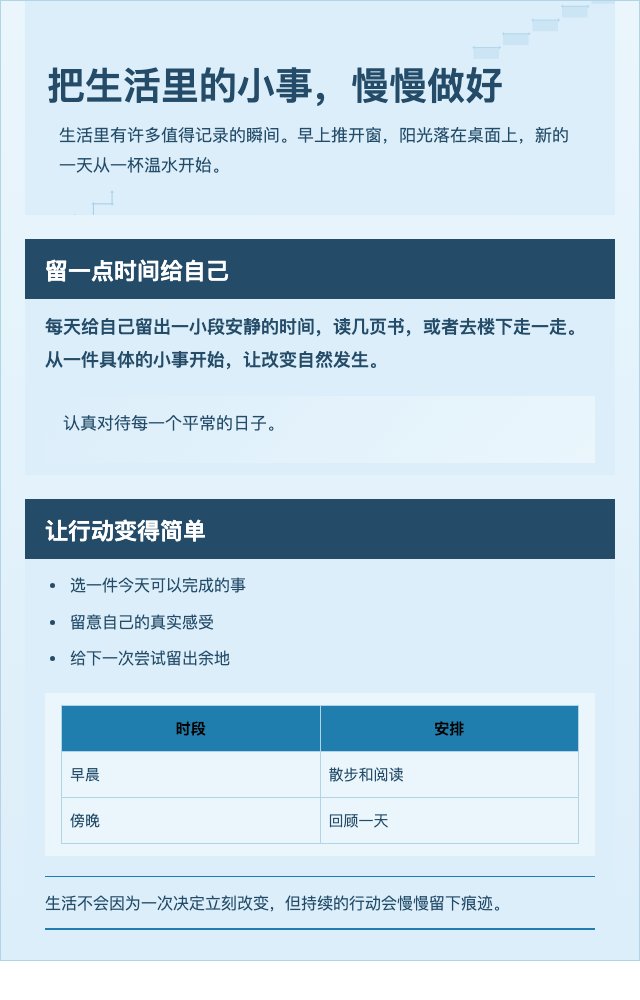 把生活里的小事，慢慢做好
生活里有许多值得记录的瞬间。早上推开窗，阳光落在桌面上，新的
一天从一杯温水开始。
留一点时间给自己
每天给自己留出一小段安静的时间，读几页书，或者去楼下走一走。
从一件具体的小事开始，让改变自然发生。
认真对待每一个平常的日子。
让行动变得简单
• 选一件今天可以完成的事
• 留意自己的真实感受
• 给下一次尝试留出余地
时段 安排
早晨 散步和阅读
傍晚 回顾一天
生活不会因为一次决定立刻改变，但持续的行动会慢慢留下痕迹。